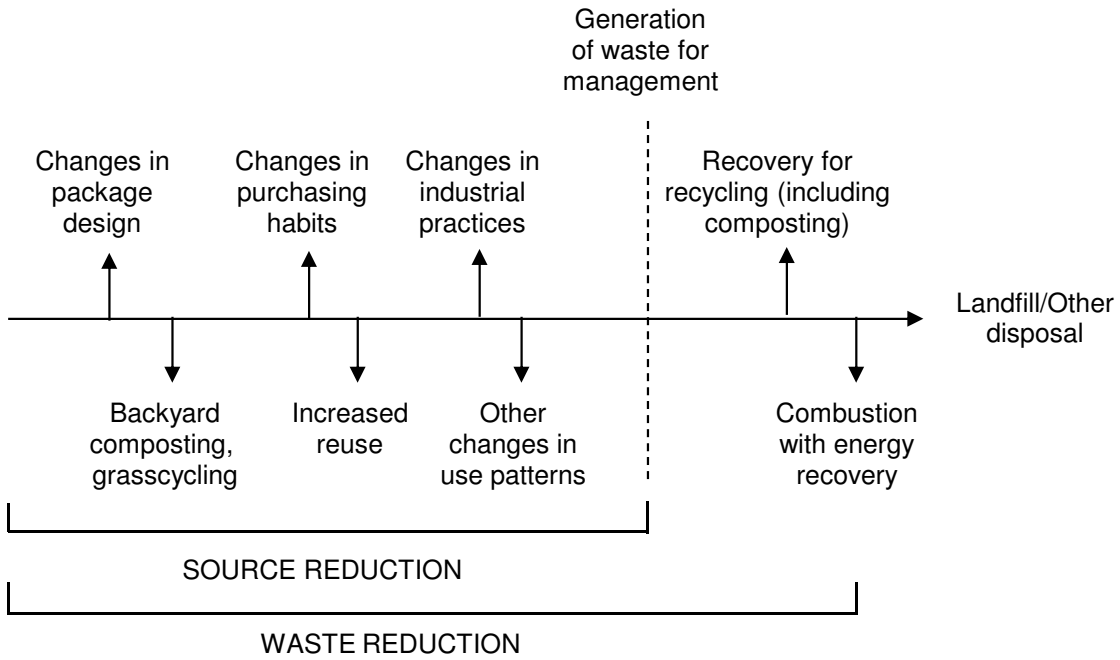 Generation
of waste for
management
Changes in
package
design
Changes in
purchasing
habits
Changes in
industrial
practices
Recovery for
recycling (including
composting)
Landfill/Other
disposal
Backyard
composting,
grasscycling
Increased
reuse
Other
changes in
use patterns
Combustion
with energy
recovery
SOURCE REDUCTION
WASTE REDUCTION